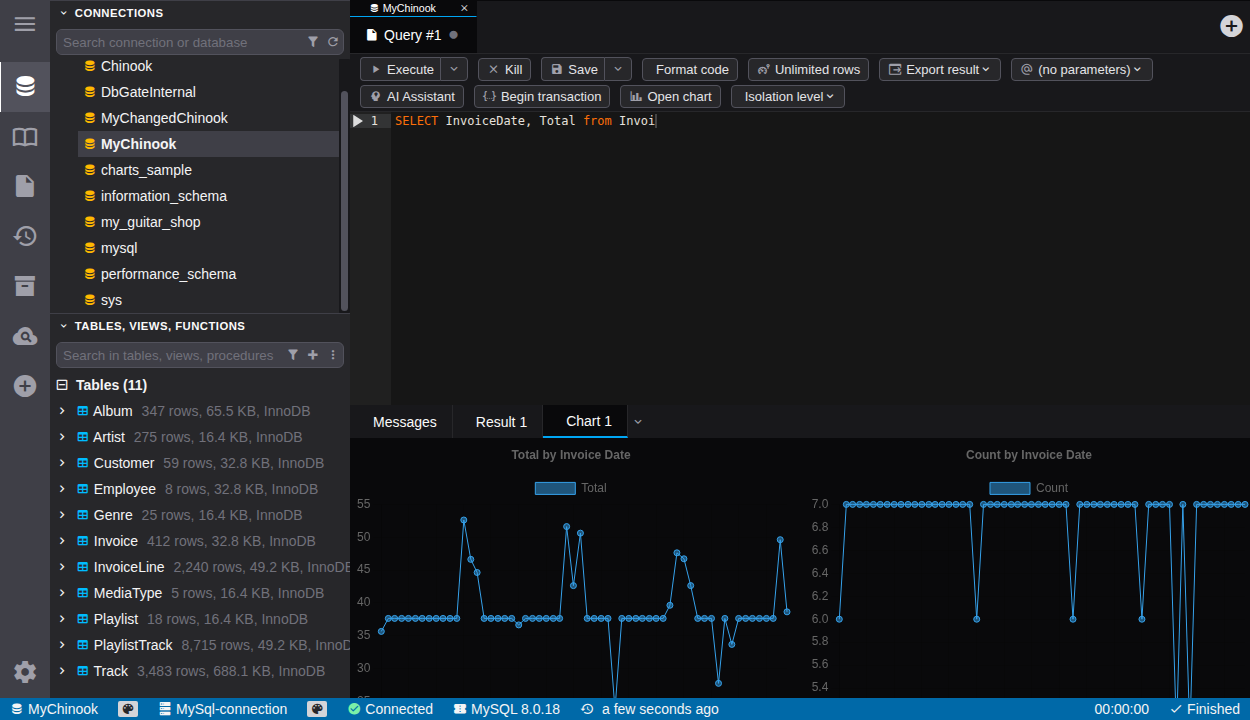 CONNECTIONS
Search connection or database
Chinook
DbGateInternal
MyChangedChinook
MyChinook
charts_sample
information_schema
my_guitar_shop
mysql
performance_schema
sys
TABLES, VIEWS, FUNCTIONS
Search in tables, views, procedures
Tables (11)
Album 347 rows, 65.5 KB, InnoDB
Artist 275 rows, 16.4 KB, InnoDB
Customer 59 rows, 32.8 KB, InnoDB
Employee 8 rows, 32.8 KB, InnoDB
Genre 25 rows, 16.4 KB, InnoDB
Invoice 412 rows, 32.8 KB, InnoDB
InvoiceLine 2,240 rows, 49.2 KB, InnoDB
MediaType 5 rows, 16.4 KB, InnoDB
Playlist 18 rows, 16.4 KB, InnoDB
PlaylistTrack 8,715 rows, 49.2 KB, InnoD
Track 3,483 rows, 688.1 KB, InnoDB
MyChinook
Query #1
Execute Kill Save Format code Unlimited rows Export result @ (no parameters)
AI Assistant {..} Begin transaction Open chart Isolation level
1 SELECT InvoiceDate, Total from Invoi
Messages Result 1 Chart 1
Total by Invoice Date
Total
55
50
45
40
35
30
25
Count by Invoice Date
Count
7.0
6.8
6.6
6.4
6.2
6.0
5.8
5.6
5.4
MyChinook MySql-connection Connected MySQL 8.0.18 a few seconds ago 00:00:00 Finished